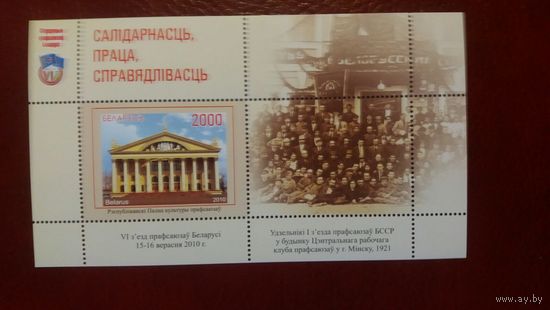 САЛІДАРНАСЦЬ,
ПРАЦА,
СПРАВЯДЛІВАСЦЬ
VI
БЕЛАРУСЬ
2000
Belarus
2010
Рэспубліканскі Палац культуры прафсаюзаў
VI з'езд прафсаюзаў Беларусі
15-16 верасня 2010 г.
Удзельнікі I з'езда прафсаюзаў БССР
у будынку Цэнтральнага рабочага
клуба прафсаюзаў у г. Мінску, 1921
www.ay.by